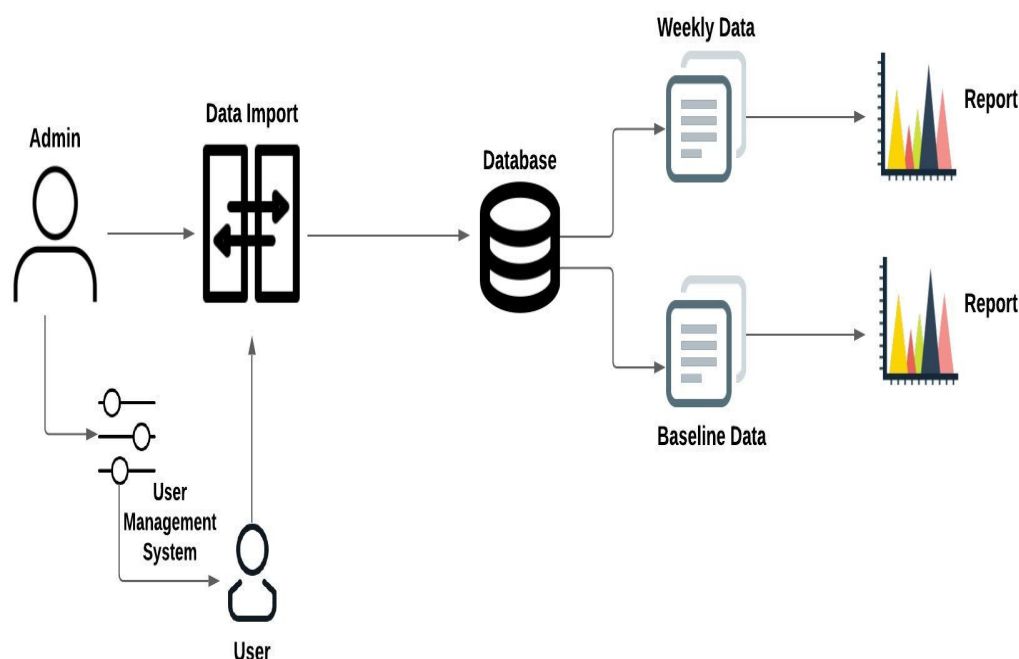 Weekly Data
Data Import
Report
Admin
Database
Report
Baseline Data
User
Management
System
User